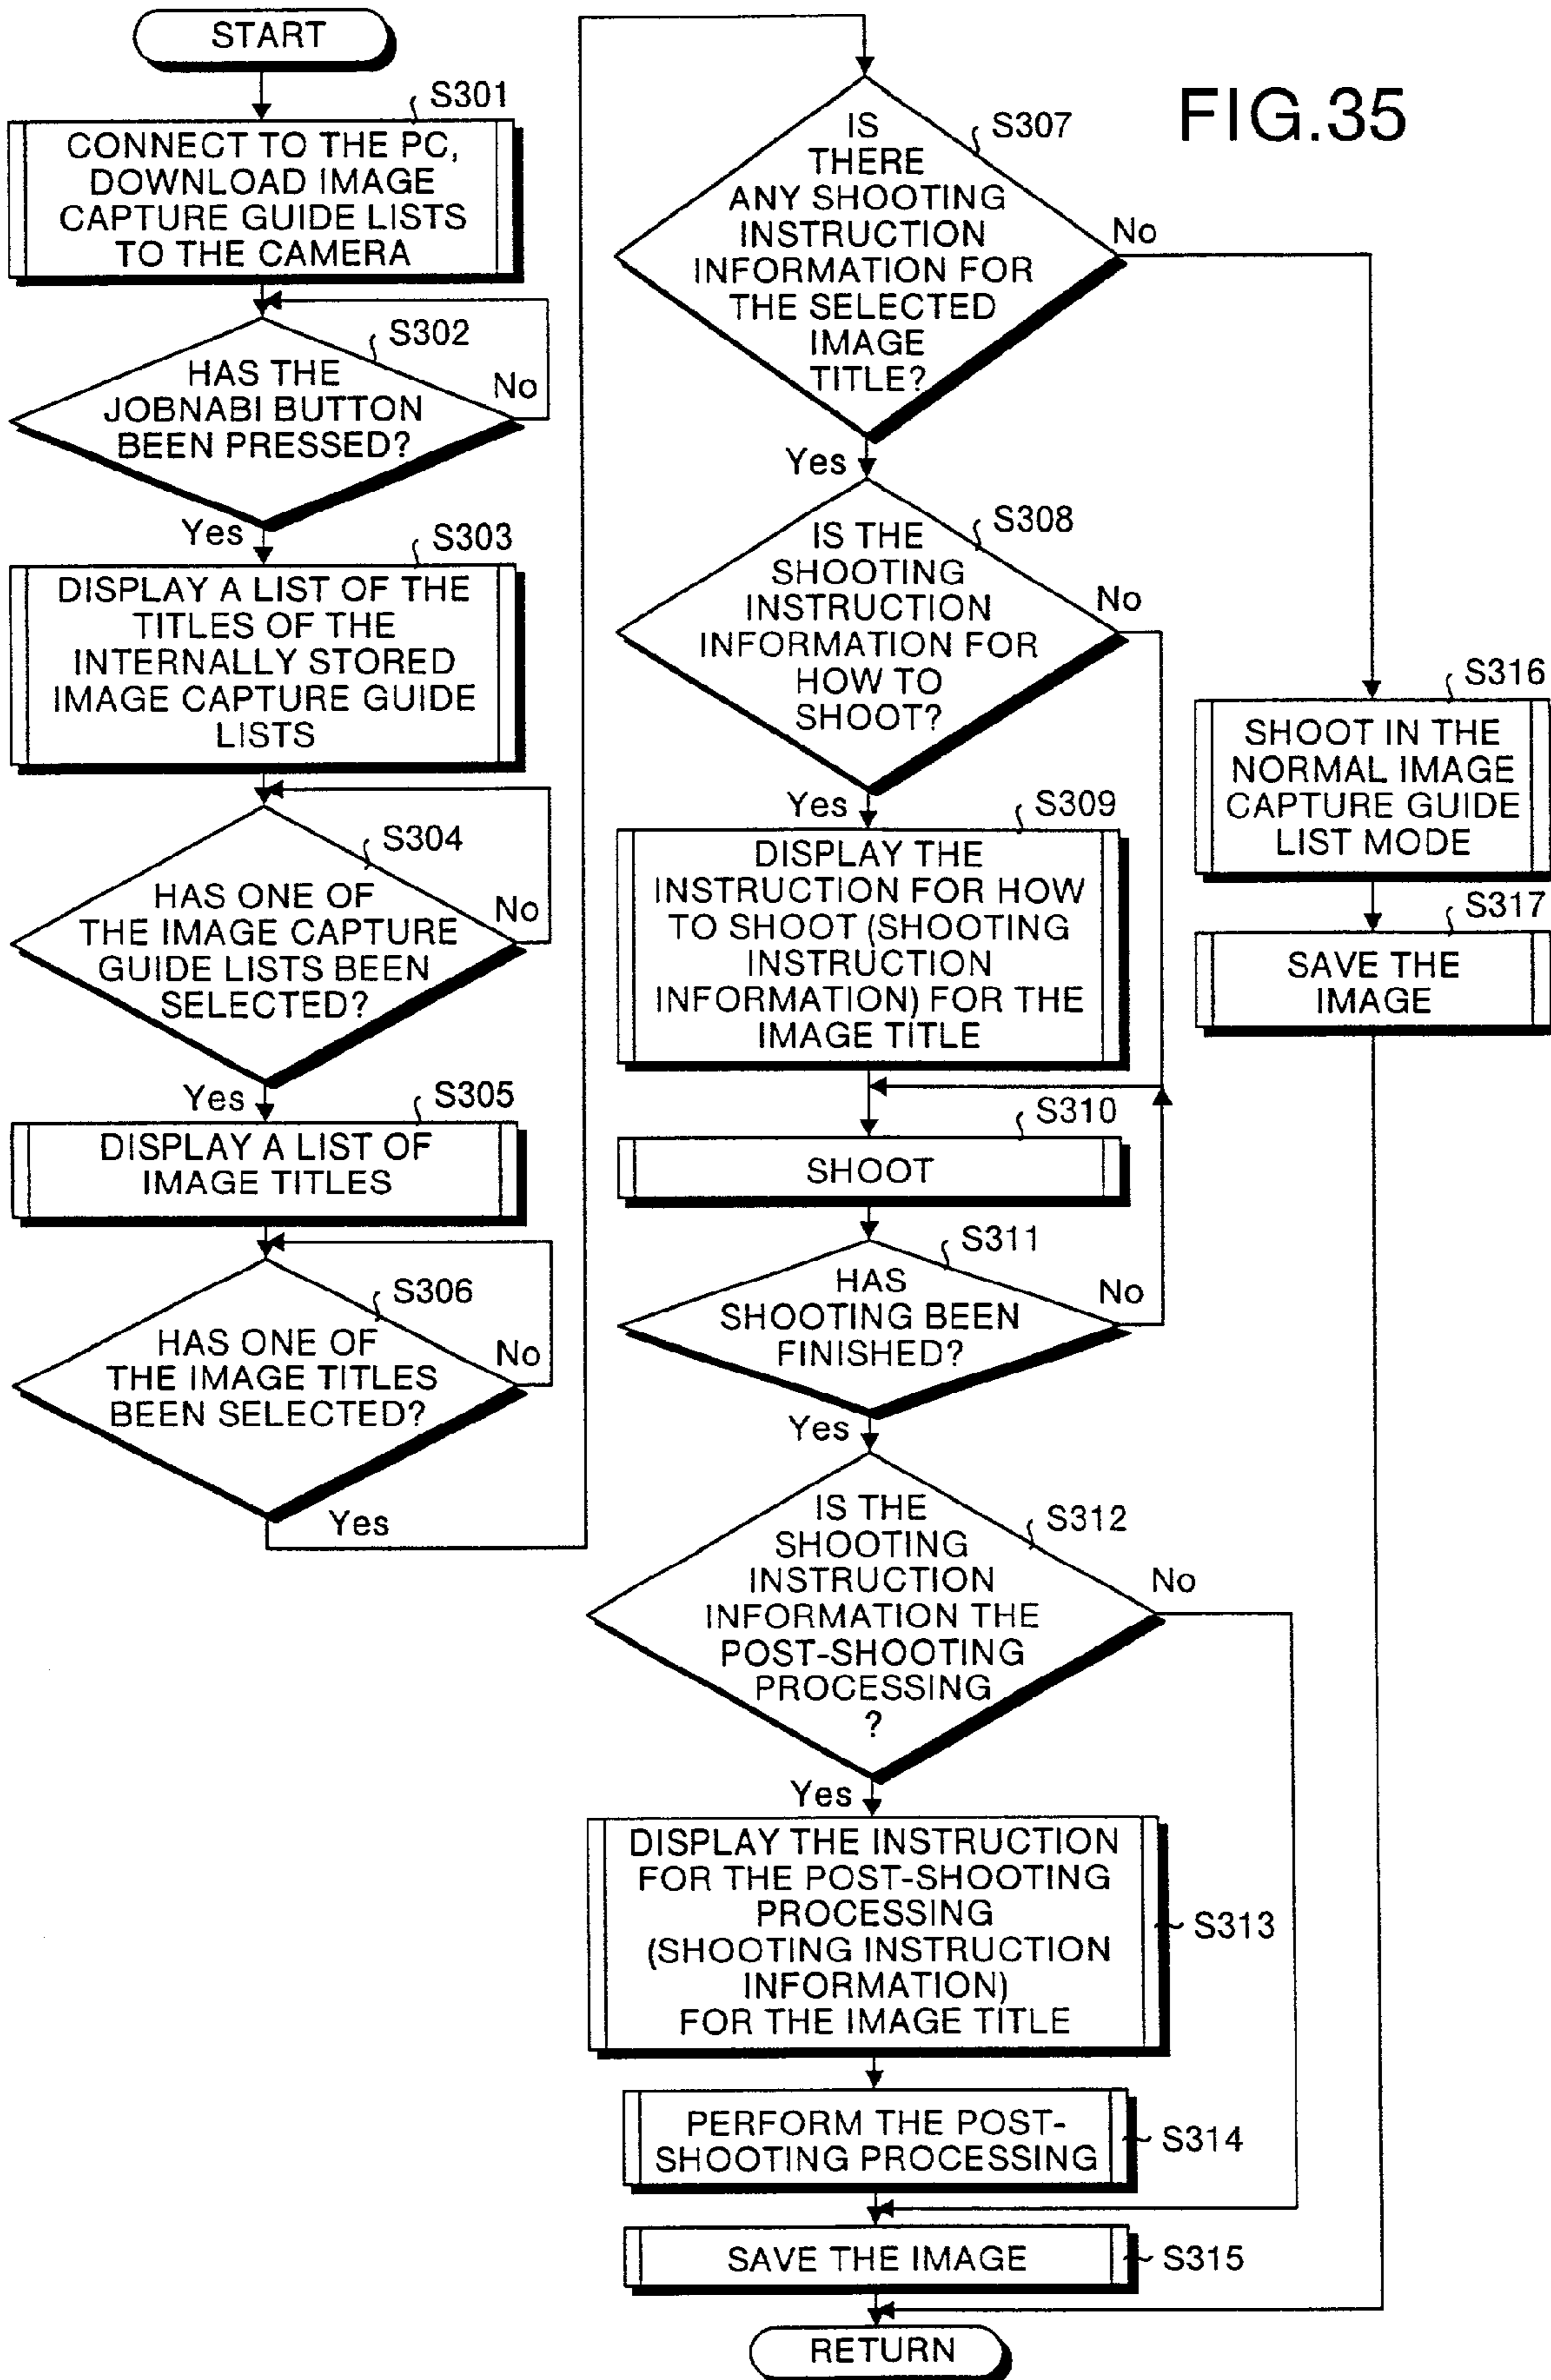 FIG.35
START
S301
CONNECT TO THE PC,
DOWNLOAD IMAGE
CAPTURE GUIDE LISTS
TO THE CAMERA
S302
HAS THE
JOBNABI BUTTON
BEEN PRESSED?
No
Yes
S303
DISPLAY A LIST OF THE
TITLES OF THE
INTERNALLY STORED
IMAGE CAPTURE GUIDE
LISTS
S304
HAS ONE OF
THE IMAGE CAPTURE
GUIDE LISTS BEEN
SELECTED?
No
Yes
S305
DISPLAY A LIST OF
IMAGE TITLES
S306
HAS ONE OF
THE IMAGE TITLES
BEEN SELECTED?
No
Yes
S307
IS
THERE
ANY SHOOTING
INSTRUCTION
INFORMATION FOR
THE SELECTED
IMAGE
TITLE?
No
Yes
S308
IS THE
SHOOTING
INSTRUCTION
INFORMATION FOR
HOW TO
SHOOT?
No
Yes
S309
DISPLAY THE
INSTRUCTION FOR HOW
TO SHOOT (SHOOTING
INSTRUCTION
INFORMATION) FOR THE
IMAGE TITLE
S310
SHOOT
S311
HAS
SHOOTING BEEN
FINISHED?
No
Yes
S312
IS THE
SHOOTING
INSTRUCTION
INFORMATION THE
POST-SHOOTING
PROCESSING
?
No
Yes
DISPLAY THE INSTRUCTION
FOR THE POST-SHOOTING
PROCESSING
(SHOOTING INSTRUCTION
INFORMATION)
FOR THE IMAGE TITLE
S313
PERFORM THE POST-
SHOOTING PROCESSING
S314
SAVE THE IMAGE
S315
RETURN
S316
SHOOT IN THE
NORMAL IMAGE
CAPTURE GUIDE
LIST MODE
S317
SAVE THE
IMAGE